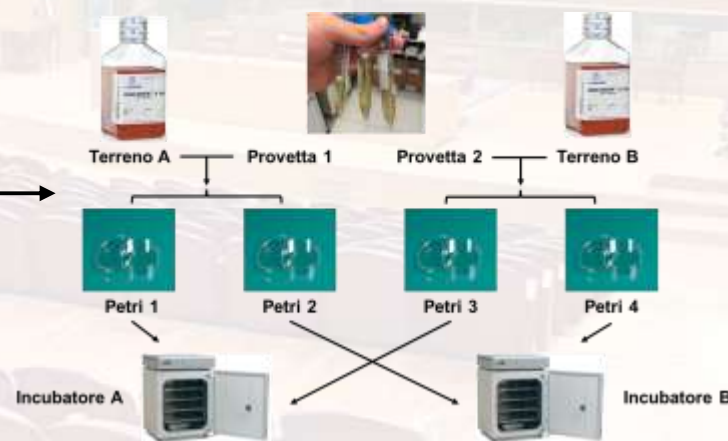 Terreno A Provetta 1 Provetta 2 Terreno B
Petri 1 Petri 2 Petri 3 Petri 4
Incubatore A Incubatore B